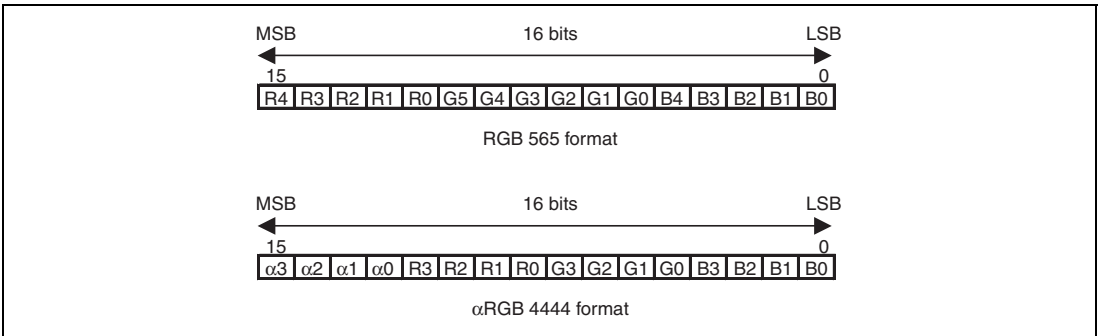 MSB 16 bits LSB
15 0
R4 R3 R2 R1 R0 G5 G4 G3 G2 G1 G0 B4 B3 B2 B1 B0
RGB 565 format
MSB 16 bits LSB
15 0
α3 α2 α1 α0 R3 R2 R1 R0 G3 G2 G1 G0 B3 B2 B1 B0
αRGB 4444 format